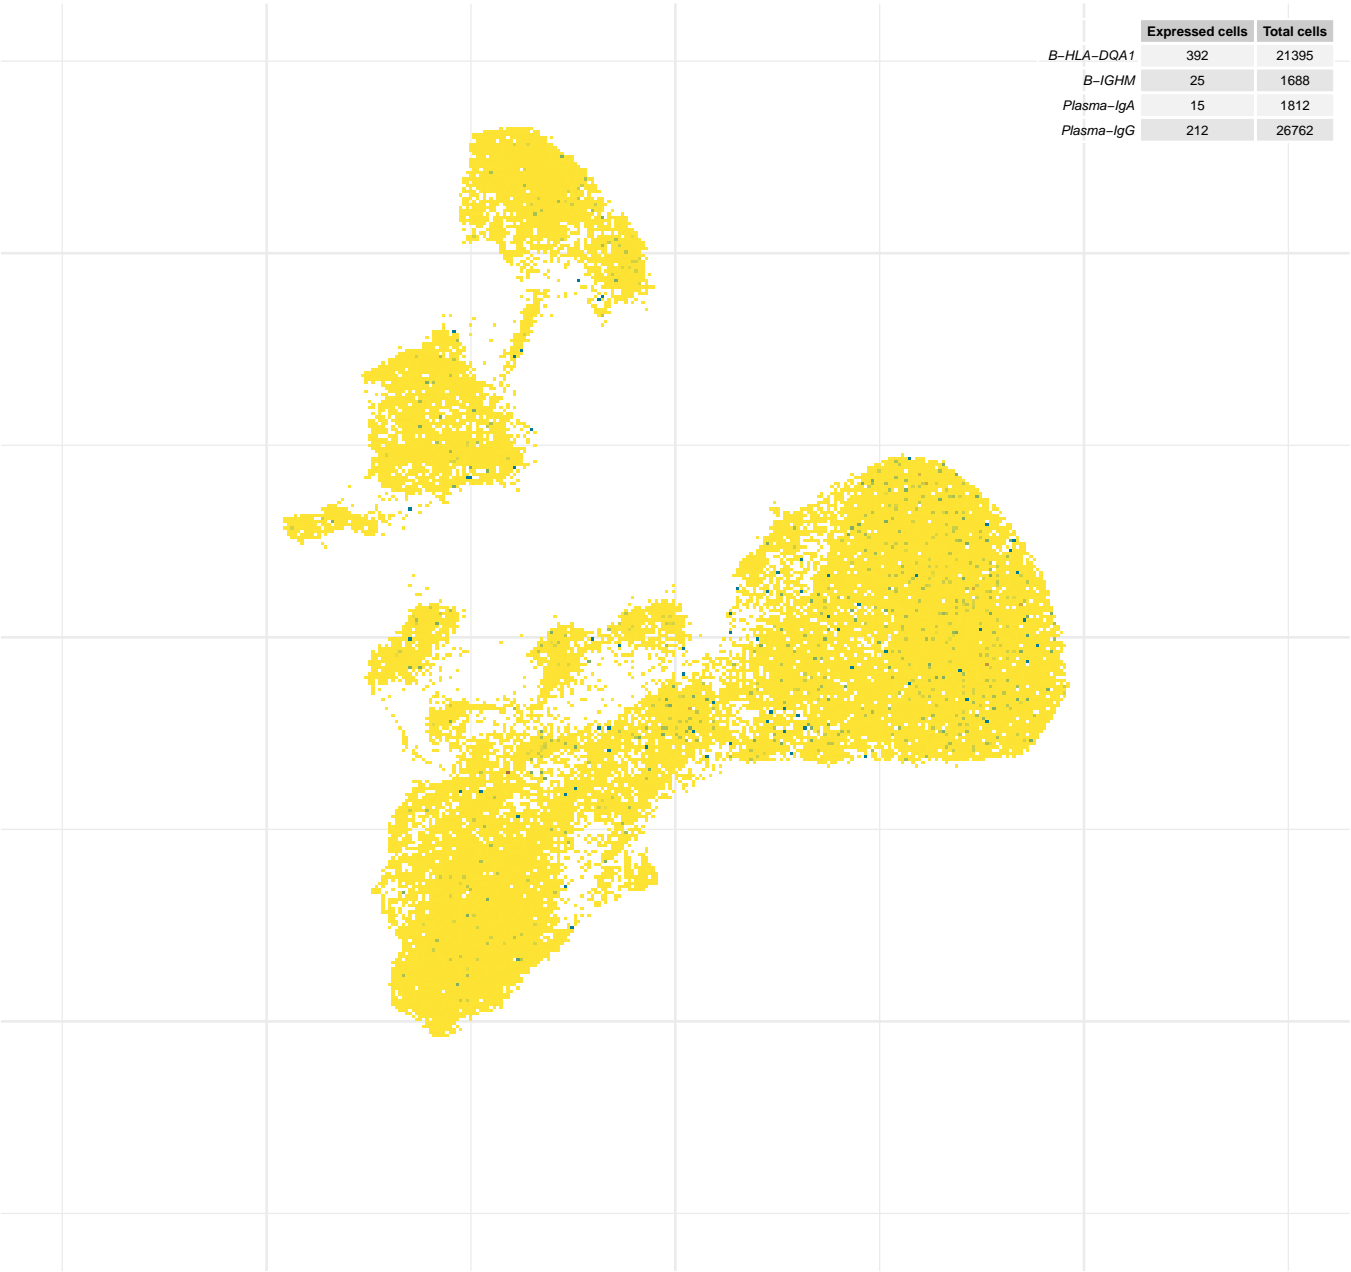 Expressed cells Total cells
B−HLA−DQA1 392 21395
B−IGHM 25 1688
Plasma−IgA 15 1812
Plasma−IgG 212 26762